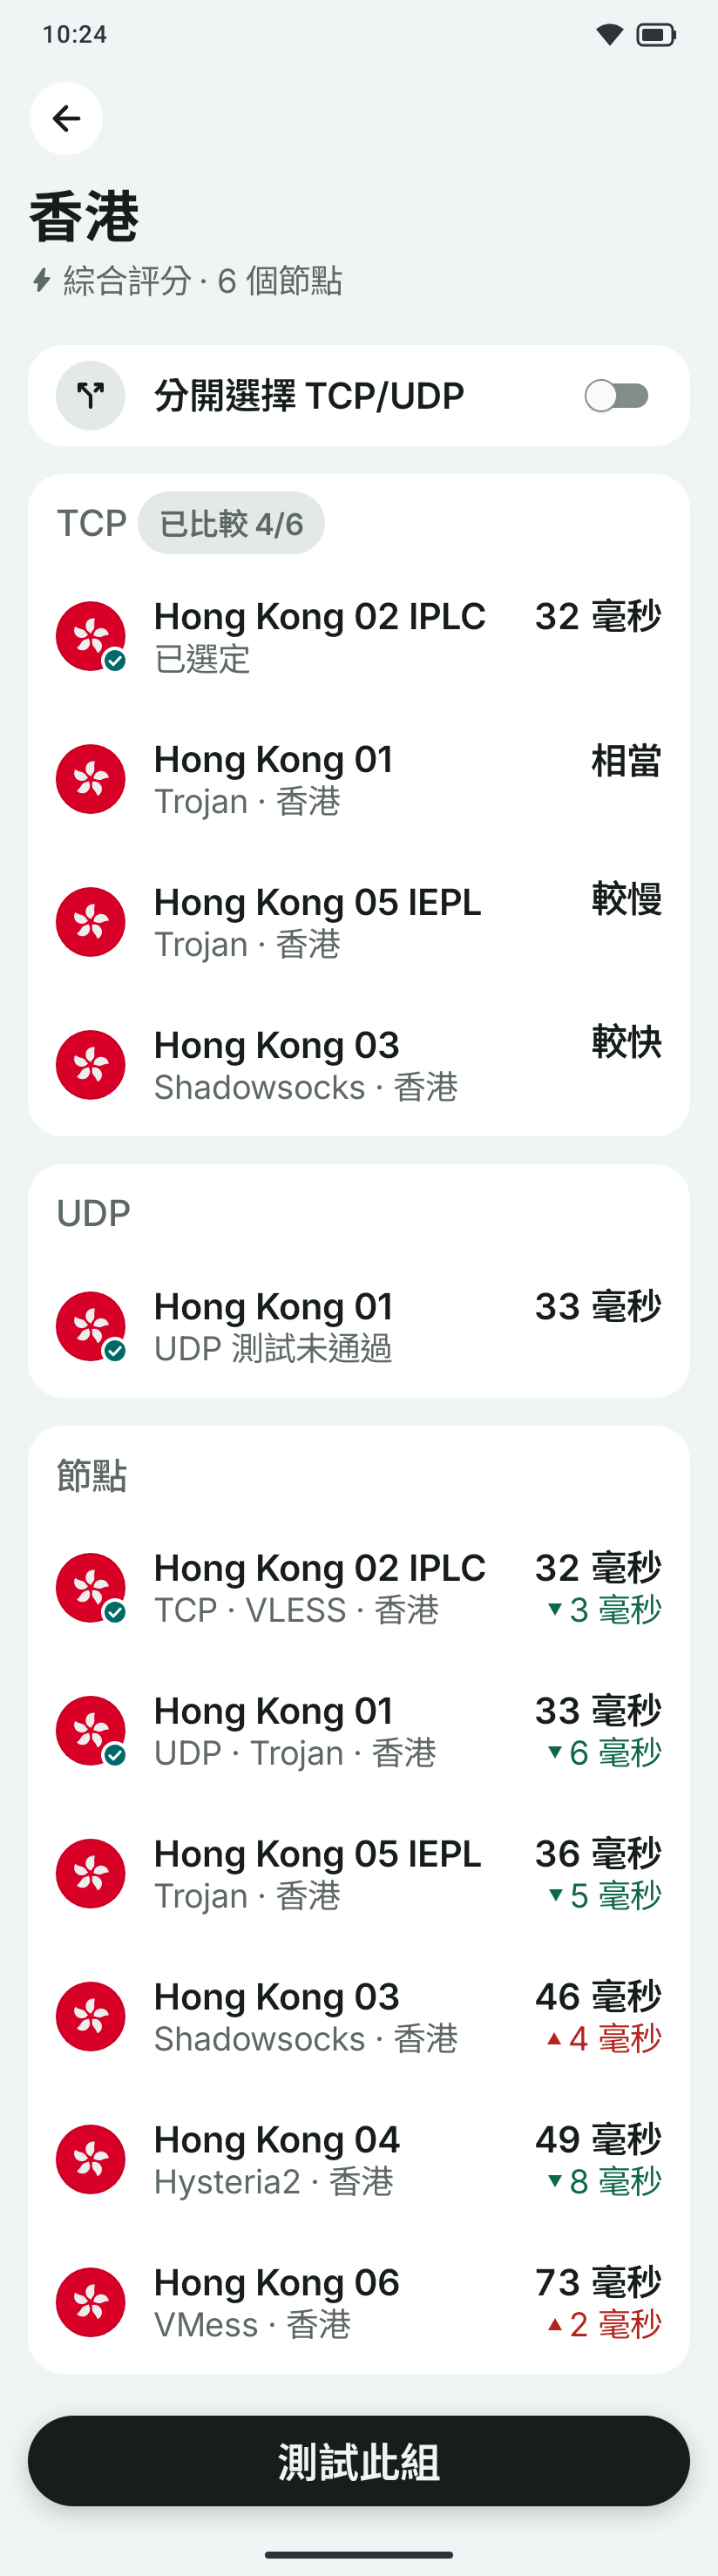 10:24
香港
綜合評分 · 6 個節點
分開選擇 TCP/UDP
TCP 已比較 4/6
Hong Kong 02 IPLC 32 毫秒
已選定
Hong Kong 01 相當
Trojan · 香港
Hong Kong 05 IEPL 較慢
Trojan · 香港
Hong Kong 03 較快
Shadowsocks · 香港
UDP
Hong Kong 01 33 毫秒
UDP 測試未通過
節點
Hong Kong 02 IPLC 32 毫秒
TCP · VLESS · 香港 ▼3 毫秒
Hong Kong 01 33 毫秒
UDP · Trojan · 香港 ▼6 毫秒
Hong Kong 05 IEPL 36 毫秒
Trojan · 香港 ▼5 毫秒
Hong Kong 03 46 毫秒
Shadowsocks · 香港 ▲4 毫秒
Hong Kong 04 49 毫秒
Hysteria2 · 香港 ▼8 毫秒
Hong Kong 06 73 毫秒
VMess · 香港 ▲2 毫秒
測試此組